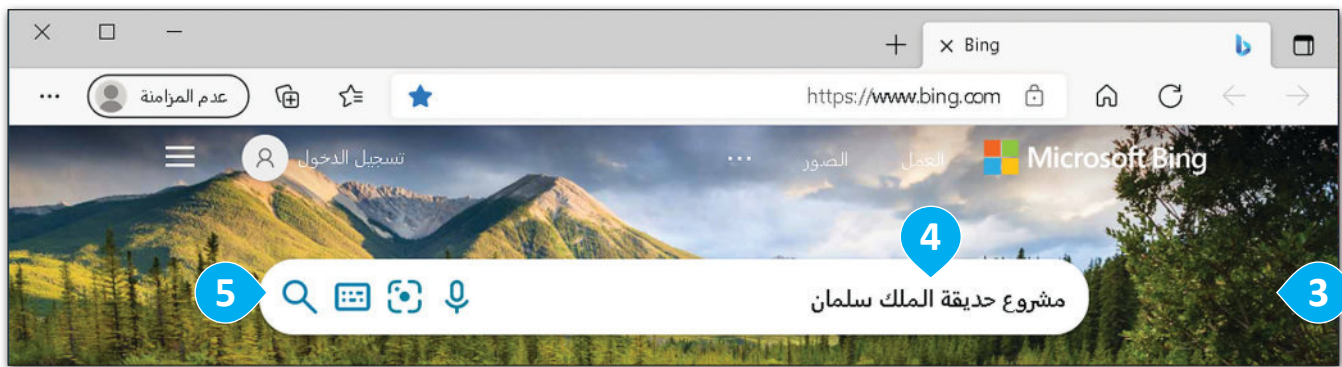 Bing
https://www.bing.com
عدم المزامنة
Microsoft Bing
العمل
الصور
...
تسجيل الدخول
4
3
مشروع حديقة الملك سلمان
5